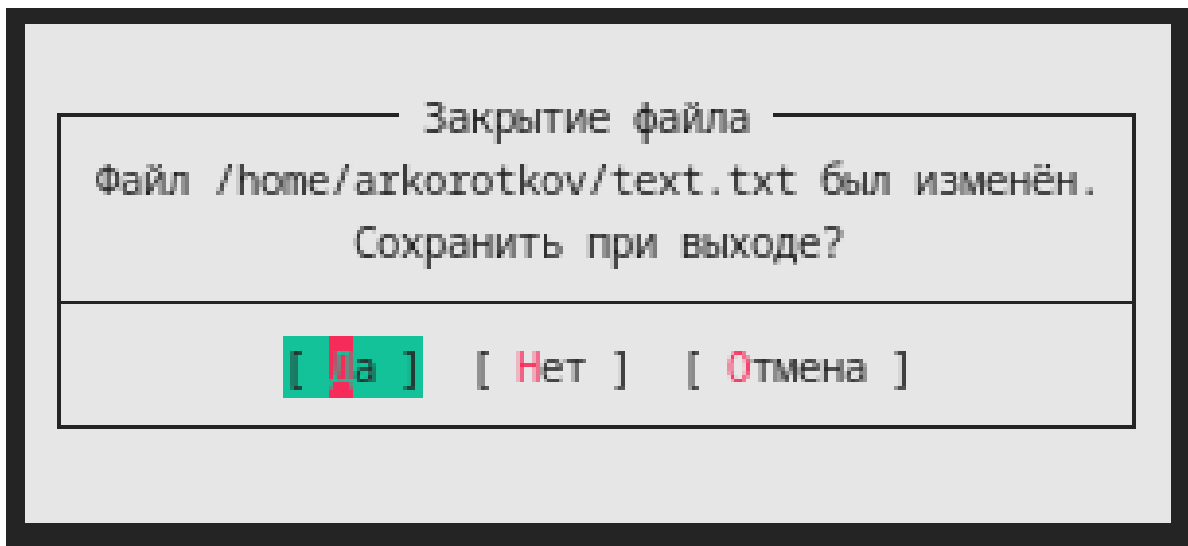 Закрытие файла
Файл /home/arkorotkov/text.txt был изменён.
Сохранить при выходе?
[ Да ] [ Нет ] [ Отмена ]